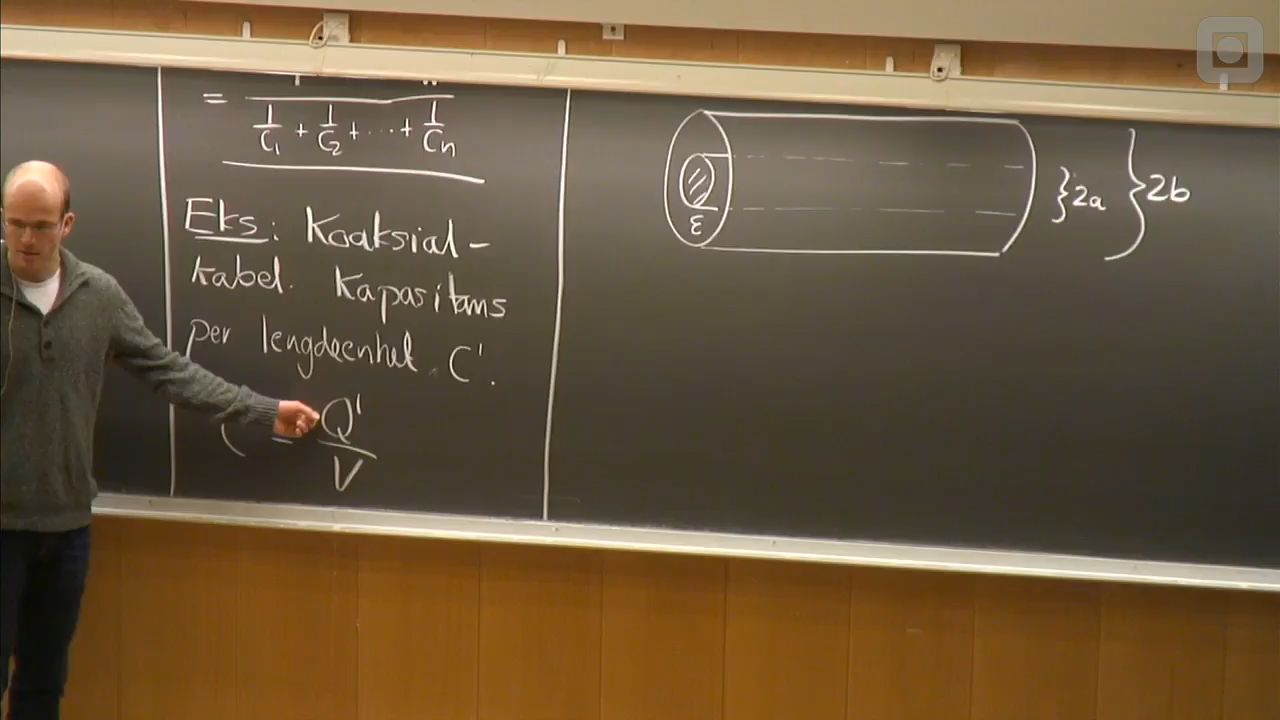 =
1/C₁ + 1/C₂ + ... + 1/Cn
Eks: Koaksial-
kabel. Kapasitans
per lengdeenhet, C'.
= Q'
V
ε
}2a
}2b